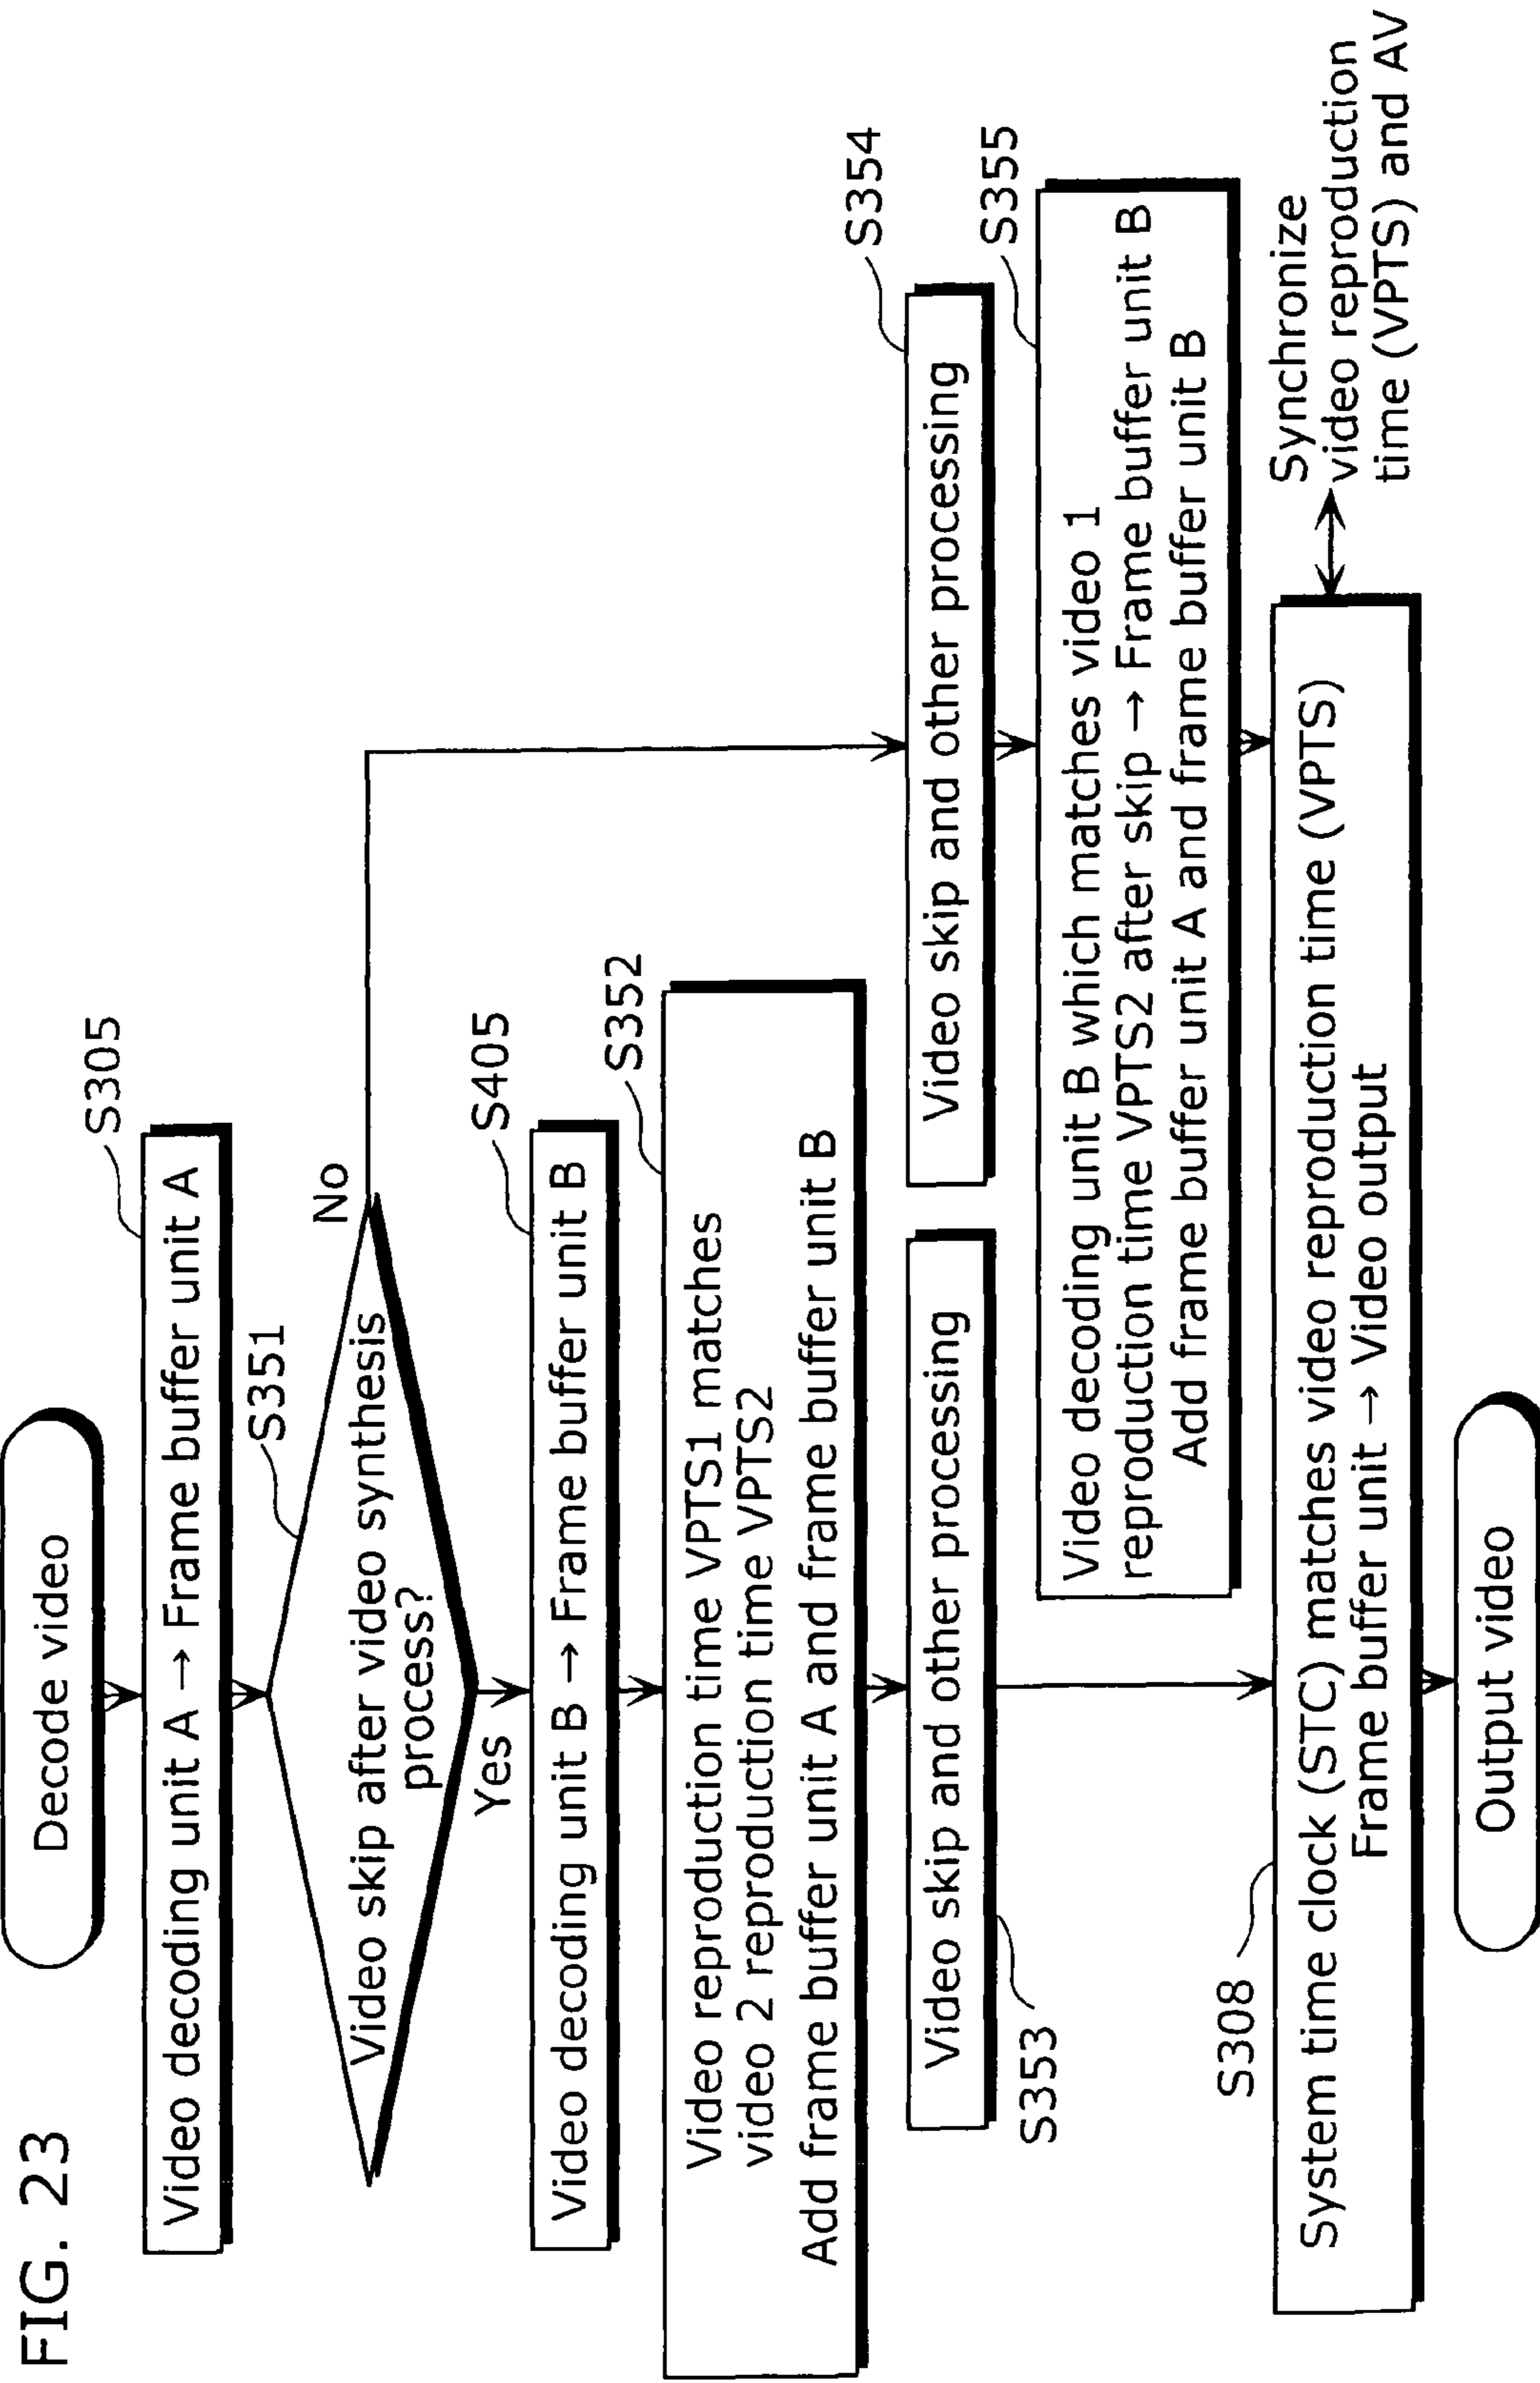 FIG. 23
Decode video
S305
Video decoding unit A → Frame buffer unit A
S351
Video skip after video synthesis
process?
No
Yes
S405
Video decoding unit B → Frame buffer unit B
S352
Video reproduction time VPTS1 matches
video 2 reproduction time VPTS2
Add frame buffer unit A and frame buffer unit B
S353
Video skip and other processing
S354
Video skip and other processing
S355
Video decoding unit B which matches video 1
reproduction time VPTS2 after skip → Frame buffer unit B
Add frame buffer unit A and frame buffer unit B
S308
System time clock (STC) matches video reproduction time (VPTS)
Frame buffer unit → Video output
Synchronize
video reproduction
time (VPTS) and AV
Output video